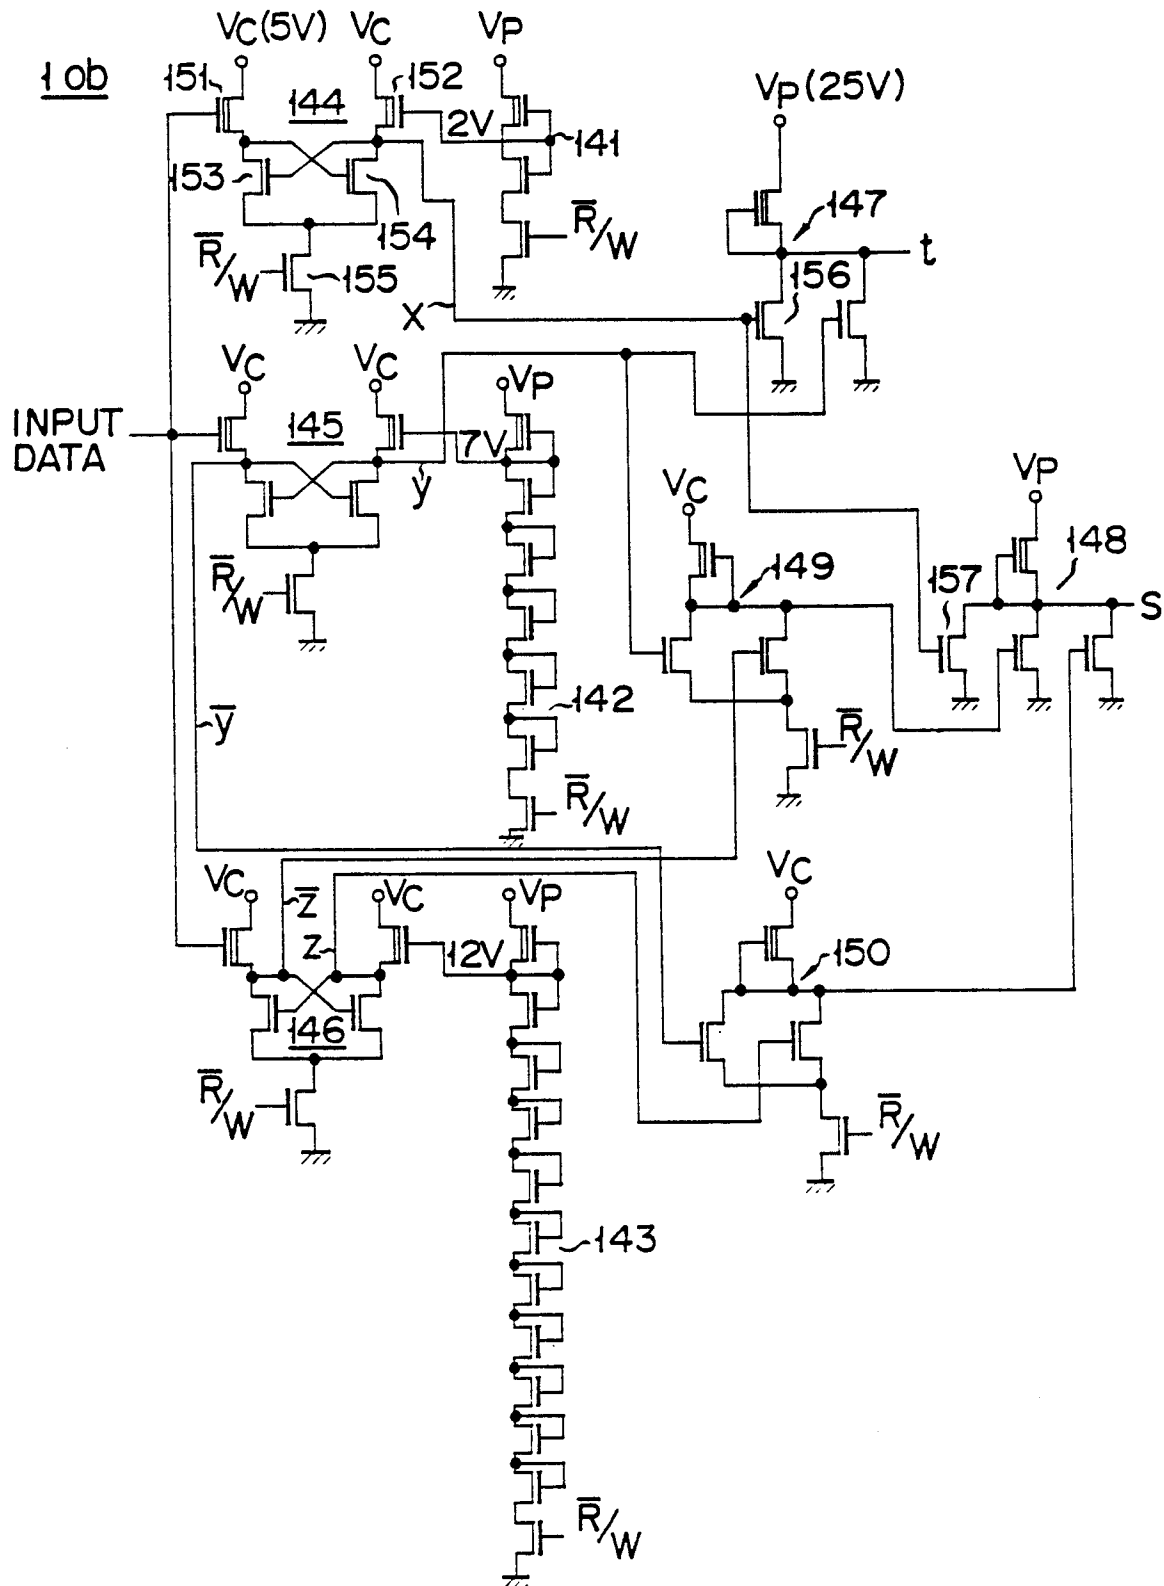 10b
VC(5V)
VC
VP
151
152
144
2V
141
VP(25V)
153
154
R̅/W
147
t
R̅/W
155
156
X
VC
VC
VP
INPUT
DATA
145
7V
y
VC
VP
149
148
157
S
R̅/W
y̅
142
R̅/W
R̅/W
VC
VC
VP
VC
z̅
z
12V
150
146
R̅/W
R̅/W
143
R̅/W